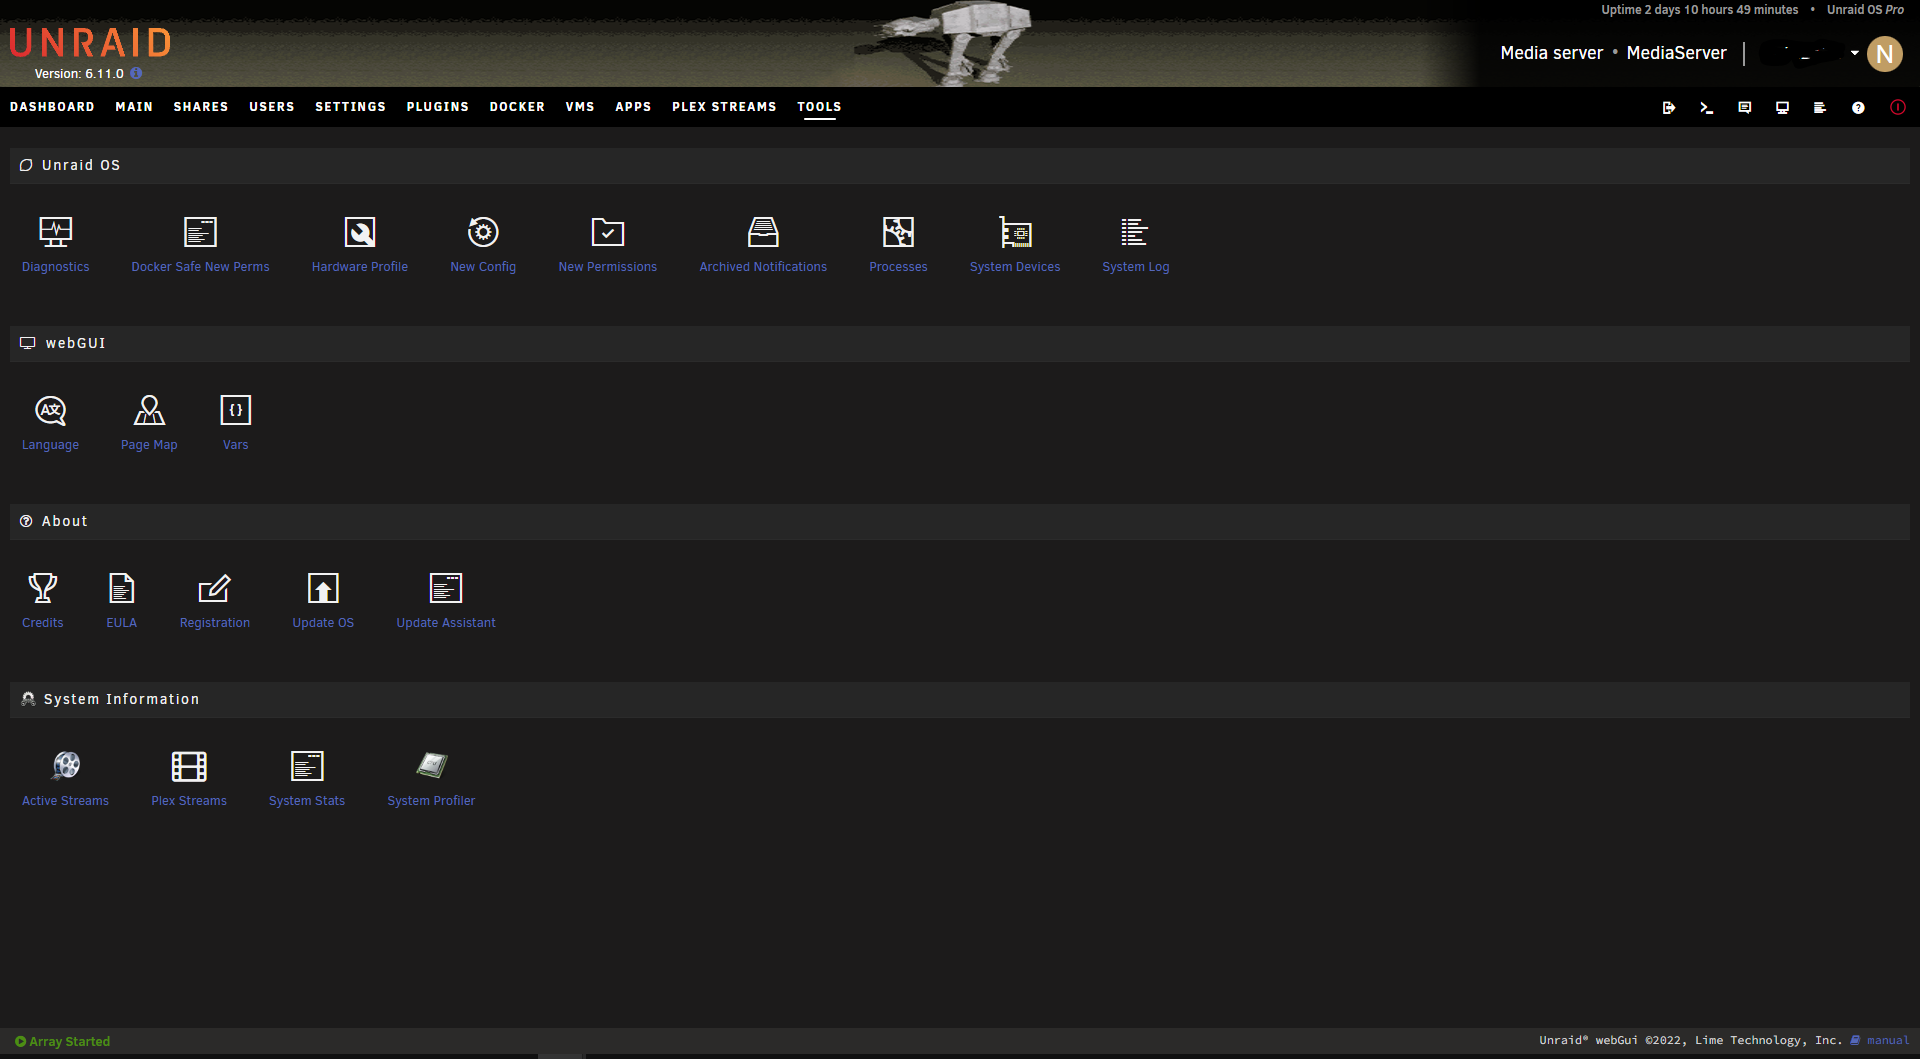 Uptime 2 days 10 hours 49 minutes • Unraid OS Pro
UNRAID
Version: 6.11.0
Media server • MediaServer
N
DASHBOARD MAIN SHARES USERS SETTINGS PLUGINS DOCKER VMS APPS PLEX STREAMS TOOLS
Unraid OS
Diagnostics Docker Safe New Perms Hardware Profile New Config New Permissions Archived Notifications Processes System Devices System Log
webGUI
Language Page Map Vars
About
Credits EULA Registration Update OS Update Assistant
System Information
Active Streams Plex Streams System Stats System Profiler
Array Started
Unraid® webGui ©2022, Lime Technology, Inc. manual